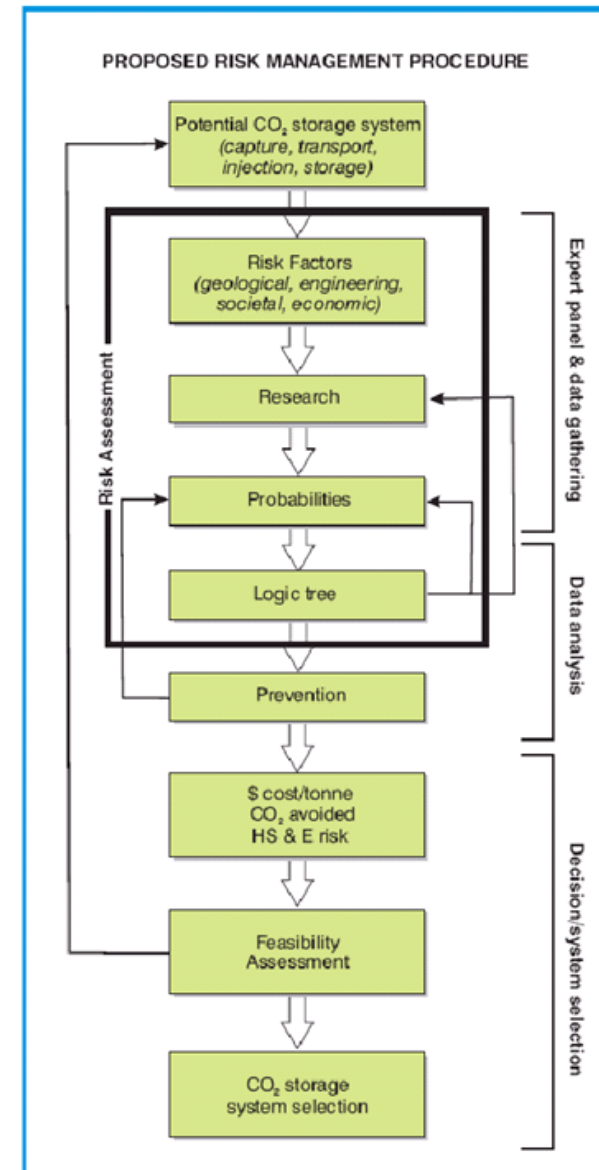 PROPOSED RISK MANAGEMENT PROCEDURE
Potential CO₂ storage system
(capture, transport,
injection, storage)
Risk Factors
(geological, engineering,
societal, economic)
Research
Probabilities
Logic tree
Risk Assessment
Prevention
$ cost/tonne
CO₂ avoided
HS & E risk
Feasibility
Assessment
CO₂ storage
system selection
Expert panel & data gathering
Data analysis
Decision/system selection